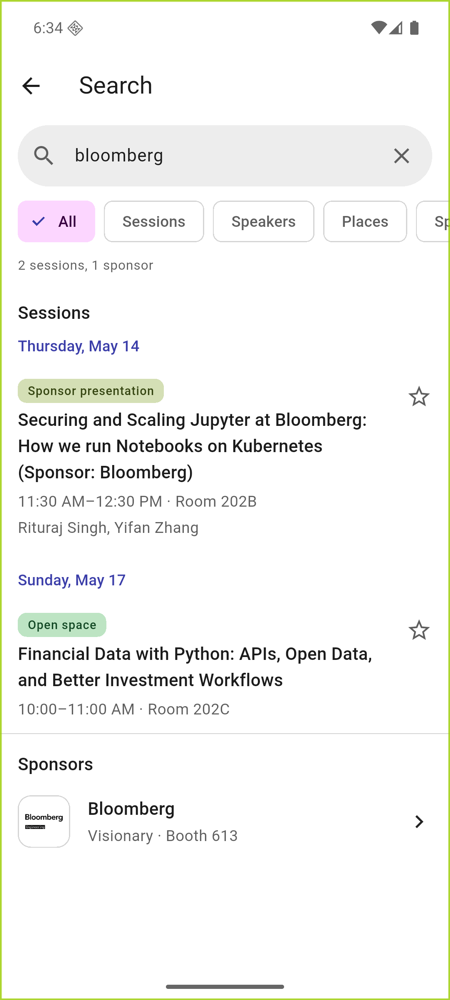 6:34
Search
bloomberg
All
Sessions
Speakers
Places
Sp
2 sessions, 1 sponsor
Sessions
Thursday, May 14
Sponsor presentation
Securing and Scaling Jupyter at Bloomberg:
How we run Notebooks on Kubernetes
(Sponsor: Bloomberg)
11:30 AM–12:30 PM · Room 202B
Rituraj Singh, Yifan Zhang
Sunday, May 17
Open space
Financial Data with Python: APIs, Open Data,
and Better Investment Workflows
10:00–11:00 AM · Room 202C
Sponsors
Bloomberg
Bloomberg
Visionary · Booth 613